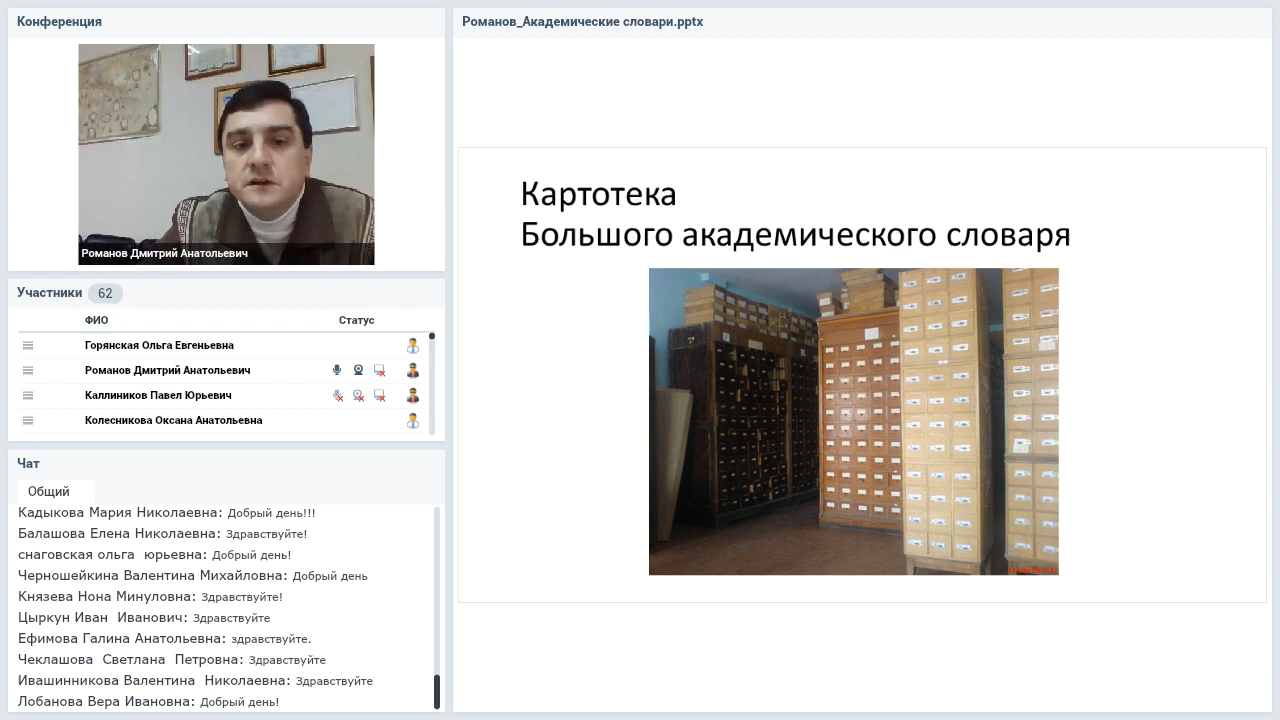 Конференция
Романов Дмитрий Анатольевич
Участники 62
ФИО Статус
Горянская Ольга Евгеньевна
Романов Дмитрий Анатольевич
Каллиников Павел Юрьевич
Колесникова Оксана Анатольевна
Чат
Общий
Кадыкова Мария Николаевна: Добрый день!!!
Балашова Елена Николаевна: Здравствуйте!
снаговская ольга юрьевна: Добрый день!
Черношейкина Валентина Михайловна: Добрый день
Князева Нона Минуловна: Здравствуйте!
Цыркун Иван Иванович: Здравствуйте
Ефимова Галина Анатольевна: здравствуйте.
Чеклашова Светлана Петровна: Здравствуйте
Ивашинникова Валентина Николаевна: Здравствуйте
Лобанова Вера Ивановна: Добрый день!
Романов_Академические словари.pptx
Картотека
Большого академического словаря